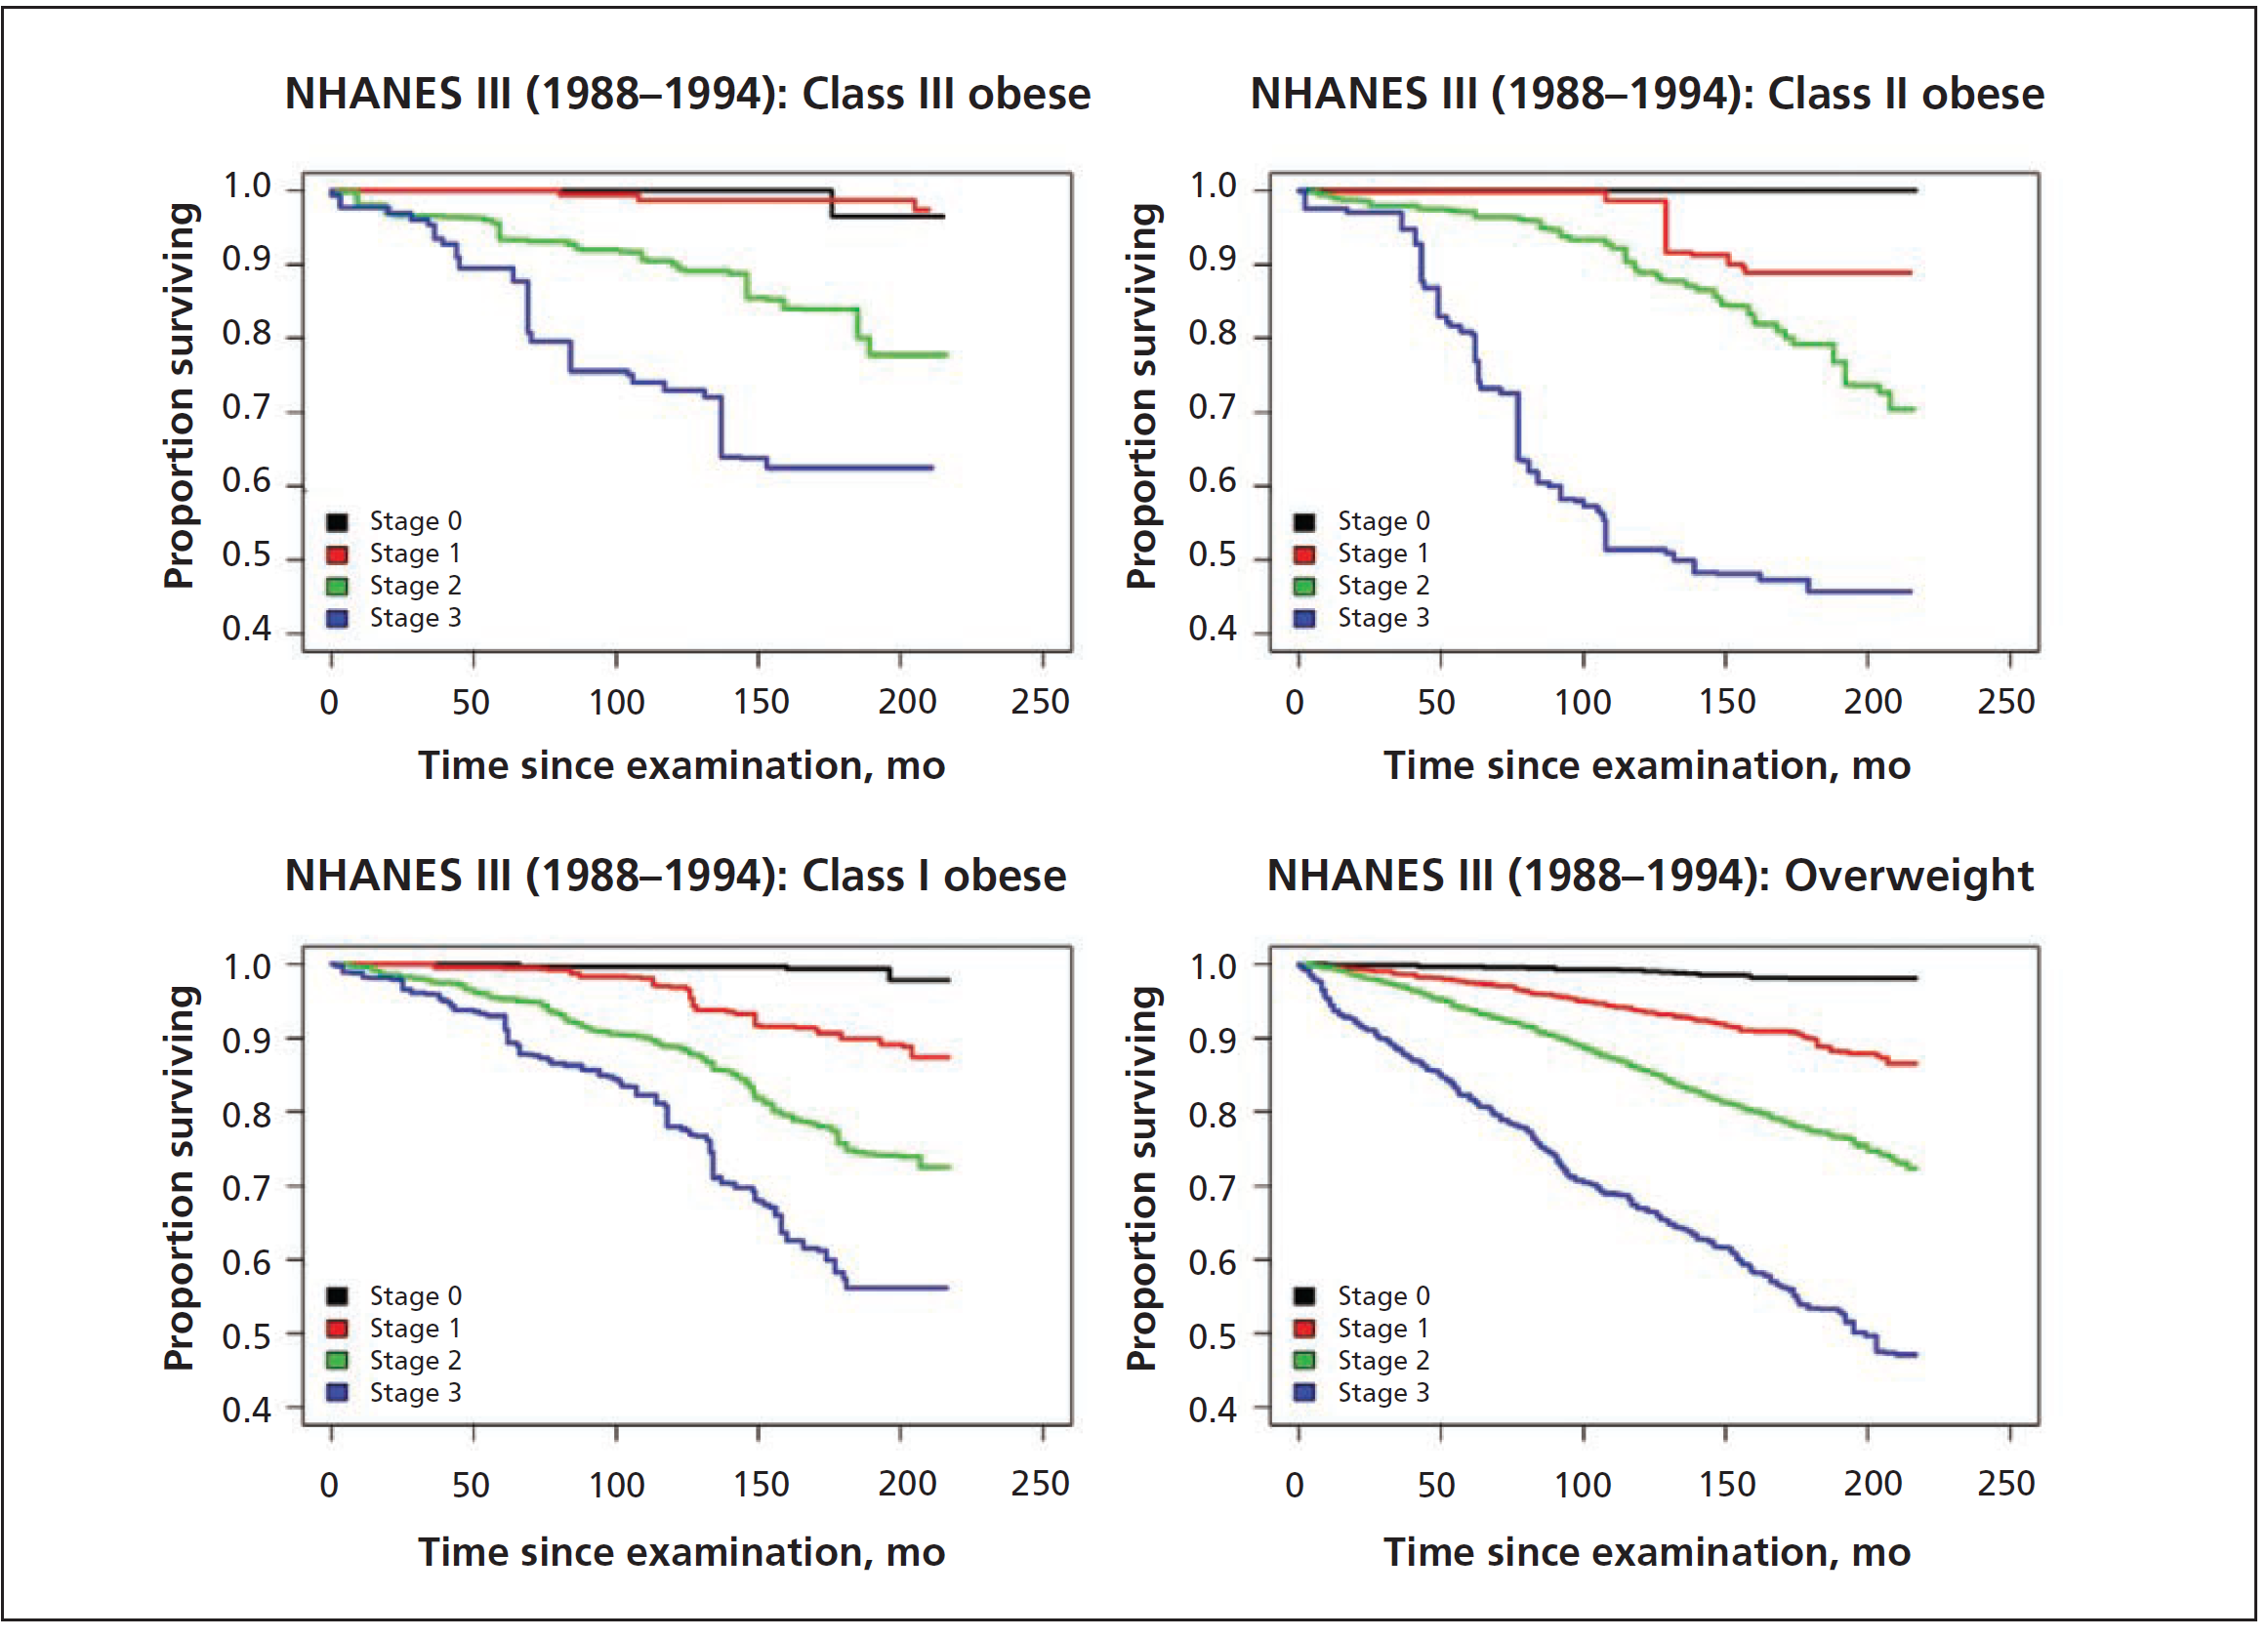 NHANES III (1988–1994): Class III obese
Proportion surviving
1.0
0.9
0.8
0.7
0.6
0.5
0.4
Stage 0
Stage 1
Stage 2
Stage 3
0 50 100 150 200 250
Time since examination, mo
NHANES III (1988–1994): Class II obese
Proportion surviving
1.0
0.9
0.8
0.7
0.6
0.5
0.4
Stage 0
Stage 1
Stage 2
Stage 3
0 50 100 150 200 250
Time since examination, mo
NHANES III (1988–1994): Class I obese
Proportion surviving
1.0
0.9
0.8
0.7
0.6
0.5
0.4
Stage 0
Stage 1
Stage 2
Stage 3
0 50 100 150 200 250
Time since examination, mo
NHANES III (1988–1994): Overweight
Proportion surviving
1.0
0.9
0.8
0.7
0.6
0.5
0.4
Stage 0
Stage 1
Stage 2
Stage 3
0 50 100 150 200 250
Time since examination, mo